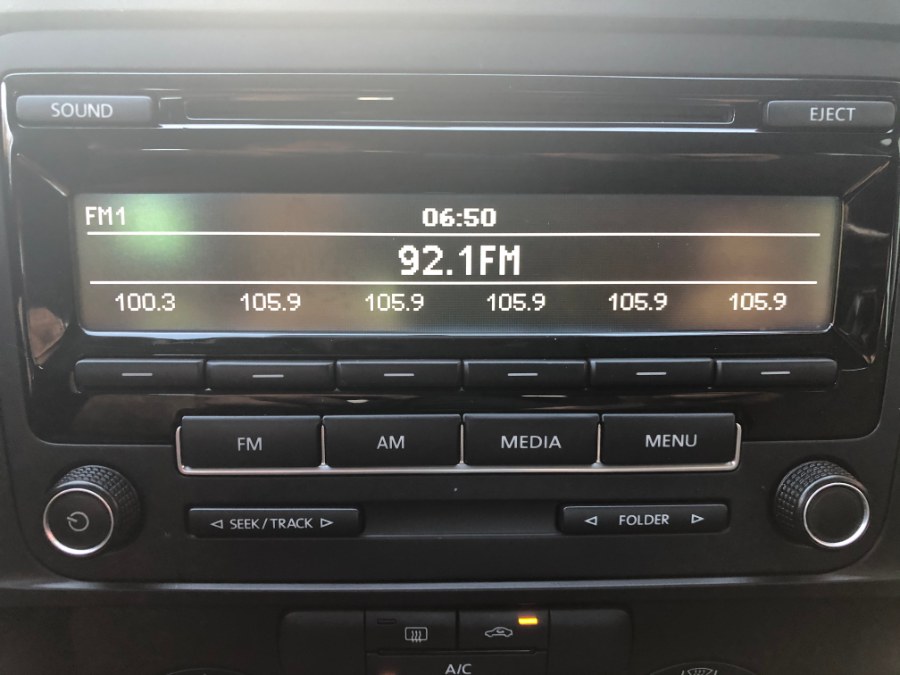 SOUND EJECT
FM1 06:50
92.1FM
100.3 105.9 105.9 105.9 105.9 105.9
FM AM MEDIA MENU
SEEK/TRACK FOLDER
A/C